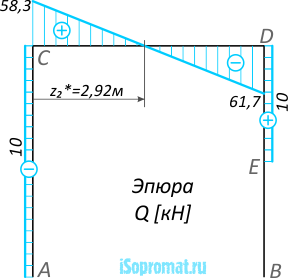 58,3
+
C
D
z₂*=2,92м
−
61,7
10
+
10
−
E
Эпюра
Q [кН]
A
iSopromat.ru
B